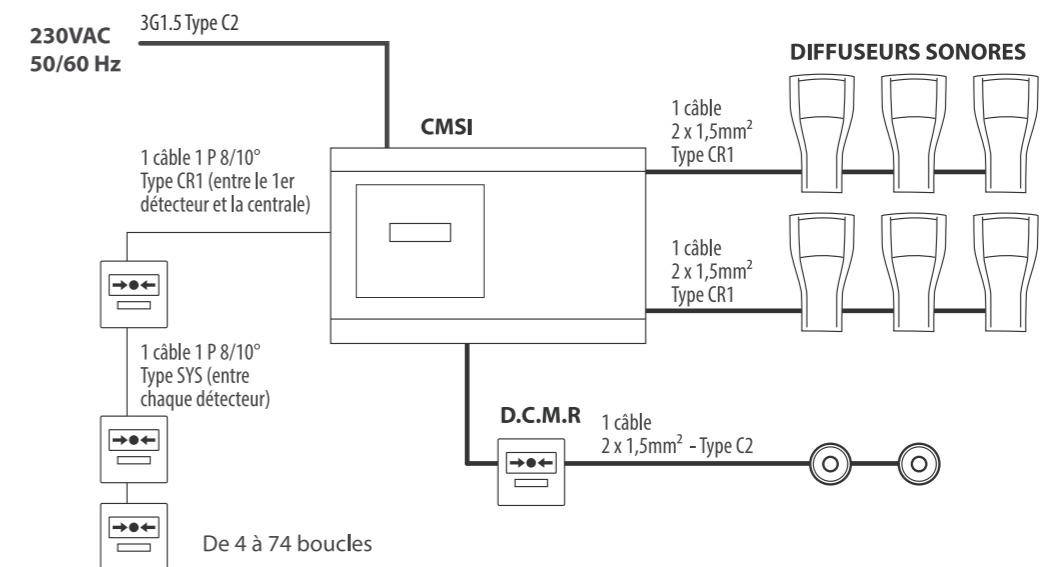 230VAC
50/60 Hz
3G1.5 Type C2
DIFFUSEURS SONORES
CMSI
1 câble
2 x 1,5mm²
Type CR1
1 câble 1 P 8/10°
Type CR1 (entre le 1er
détecteur et la centrale)
1 câble
2 x 1,5mm²
Type CR1
1 câble 1 P 8/10°
Type SYS (entre
chaque détecteur)
D.C.M.R
1 câble
2 x 1,5mm² - Type C2
De 4 à 74 boucles